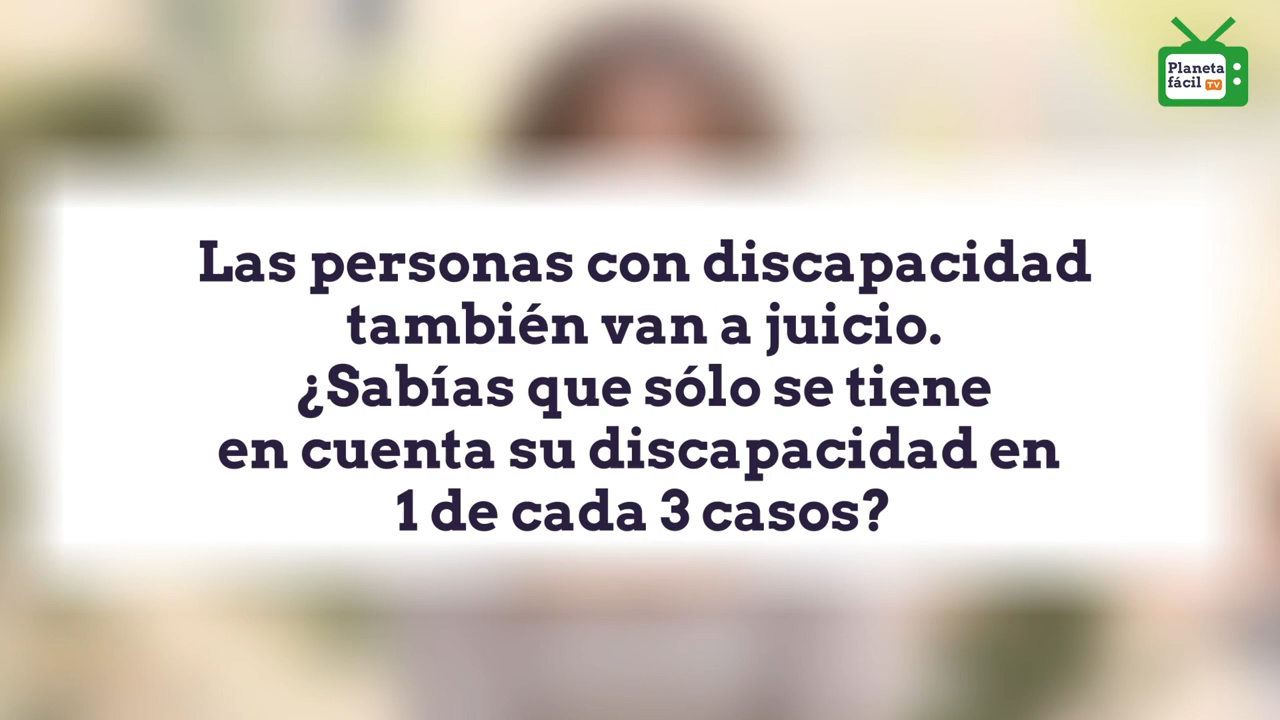 Planeta
fácil TV
Las personas con discapacidad
también van a juicio.
¿Sabías que sólo se tiene
en cuenta su discapacidad en
1 de cada 3 casos?